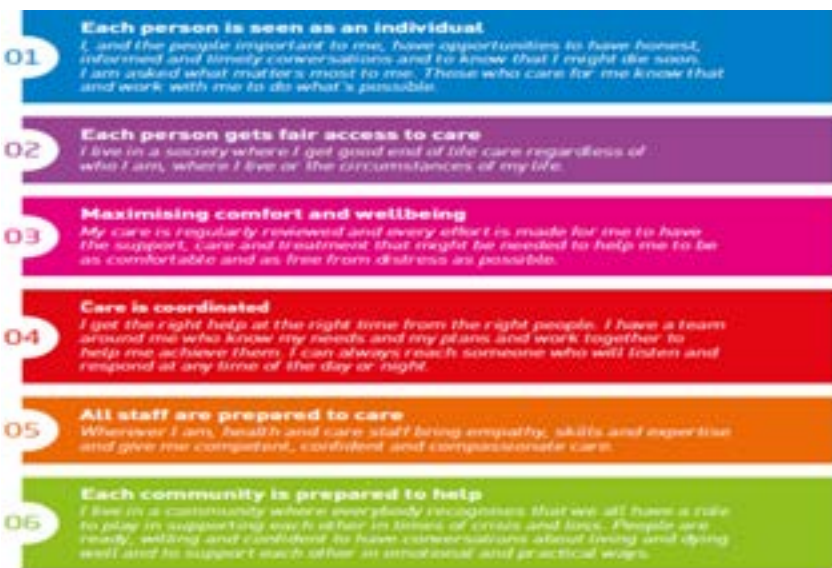 01
Each person is seen as an individual
I, and the people important to me, have opportunities to have honest,
informed and timely conversations and to know that I might die soon.
I am asked what matters most to me. Those who care for me know that
and work with me to do what's possible.
02
Each person gets fair access to care
I live in a society where I get good end of life care regardless of
who I am, where I live or the circumstances of my life.
03
Maximising comfort and wellbeing
My care is regularly reviewed and every effort is made for me to have
the support, care and treatment that might be needed to help me to be
as comfortable and as free from distress as possible.
04
Care is coordinated
I get the right help at the right time from the right people. I have a team
around me who know my needs and my plans and work together to
help me achieve them. I can always reach someone who will listen and
respond at any time of the day or night.
05
All staff are prepared to care
Wherever I am, health and care staff bring empathy, skills and expertise
and give me competent, confident and compassionate care.
06
Each community is prepared to help
I live in a community where everybody recognises that we all have a role
to play in supporting each other in times of crisis and loss. People are
ready, willing and confident to have conversations about living and dying
well and to support each other in emotional and practical ways.